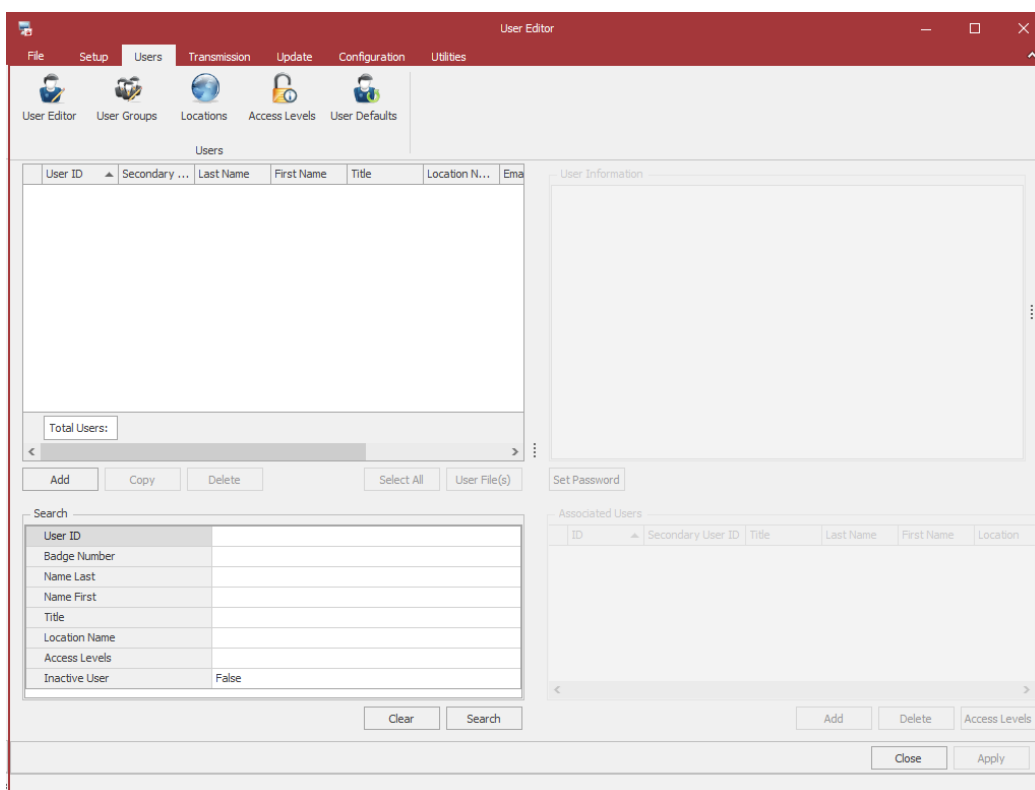 User Editor
File Setup Users Transmission Update Configuration Utilities
User Editor User Groups Locations Access Levels User Defaults
Users
User ID Secondary ... Last Name First Name Title Location N... Ema
User Information
Total Users:
Add Copy Delete Select All User File(s) Set Password
Search
User ID
Badge Number
Name Last
Name First
Title
Location Name
Access Levels
Inactive User False
Clear Search
Associated Users
ID Secondary User ID Title Last Name First Name Location
Add Delete Access Levels
Close Apply